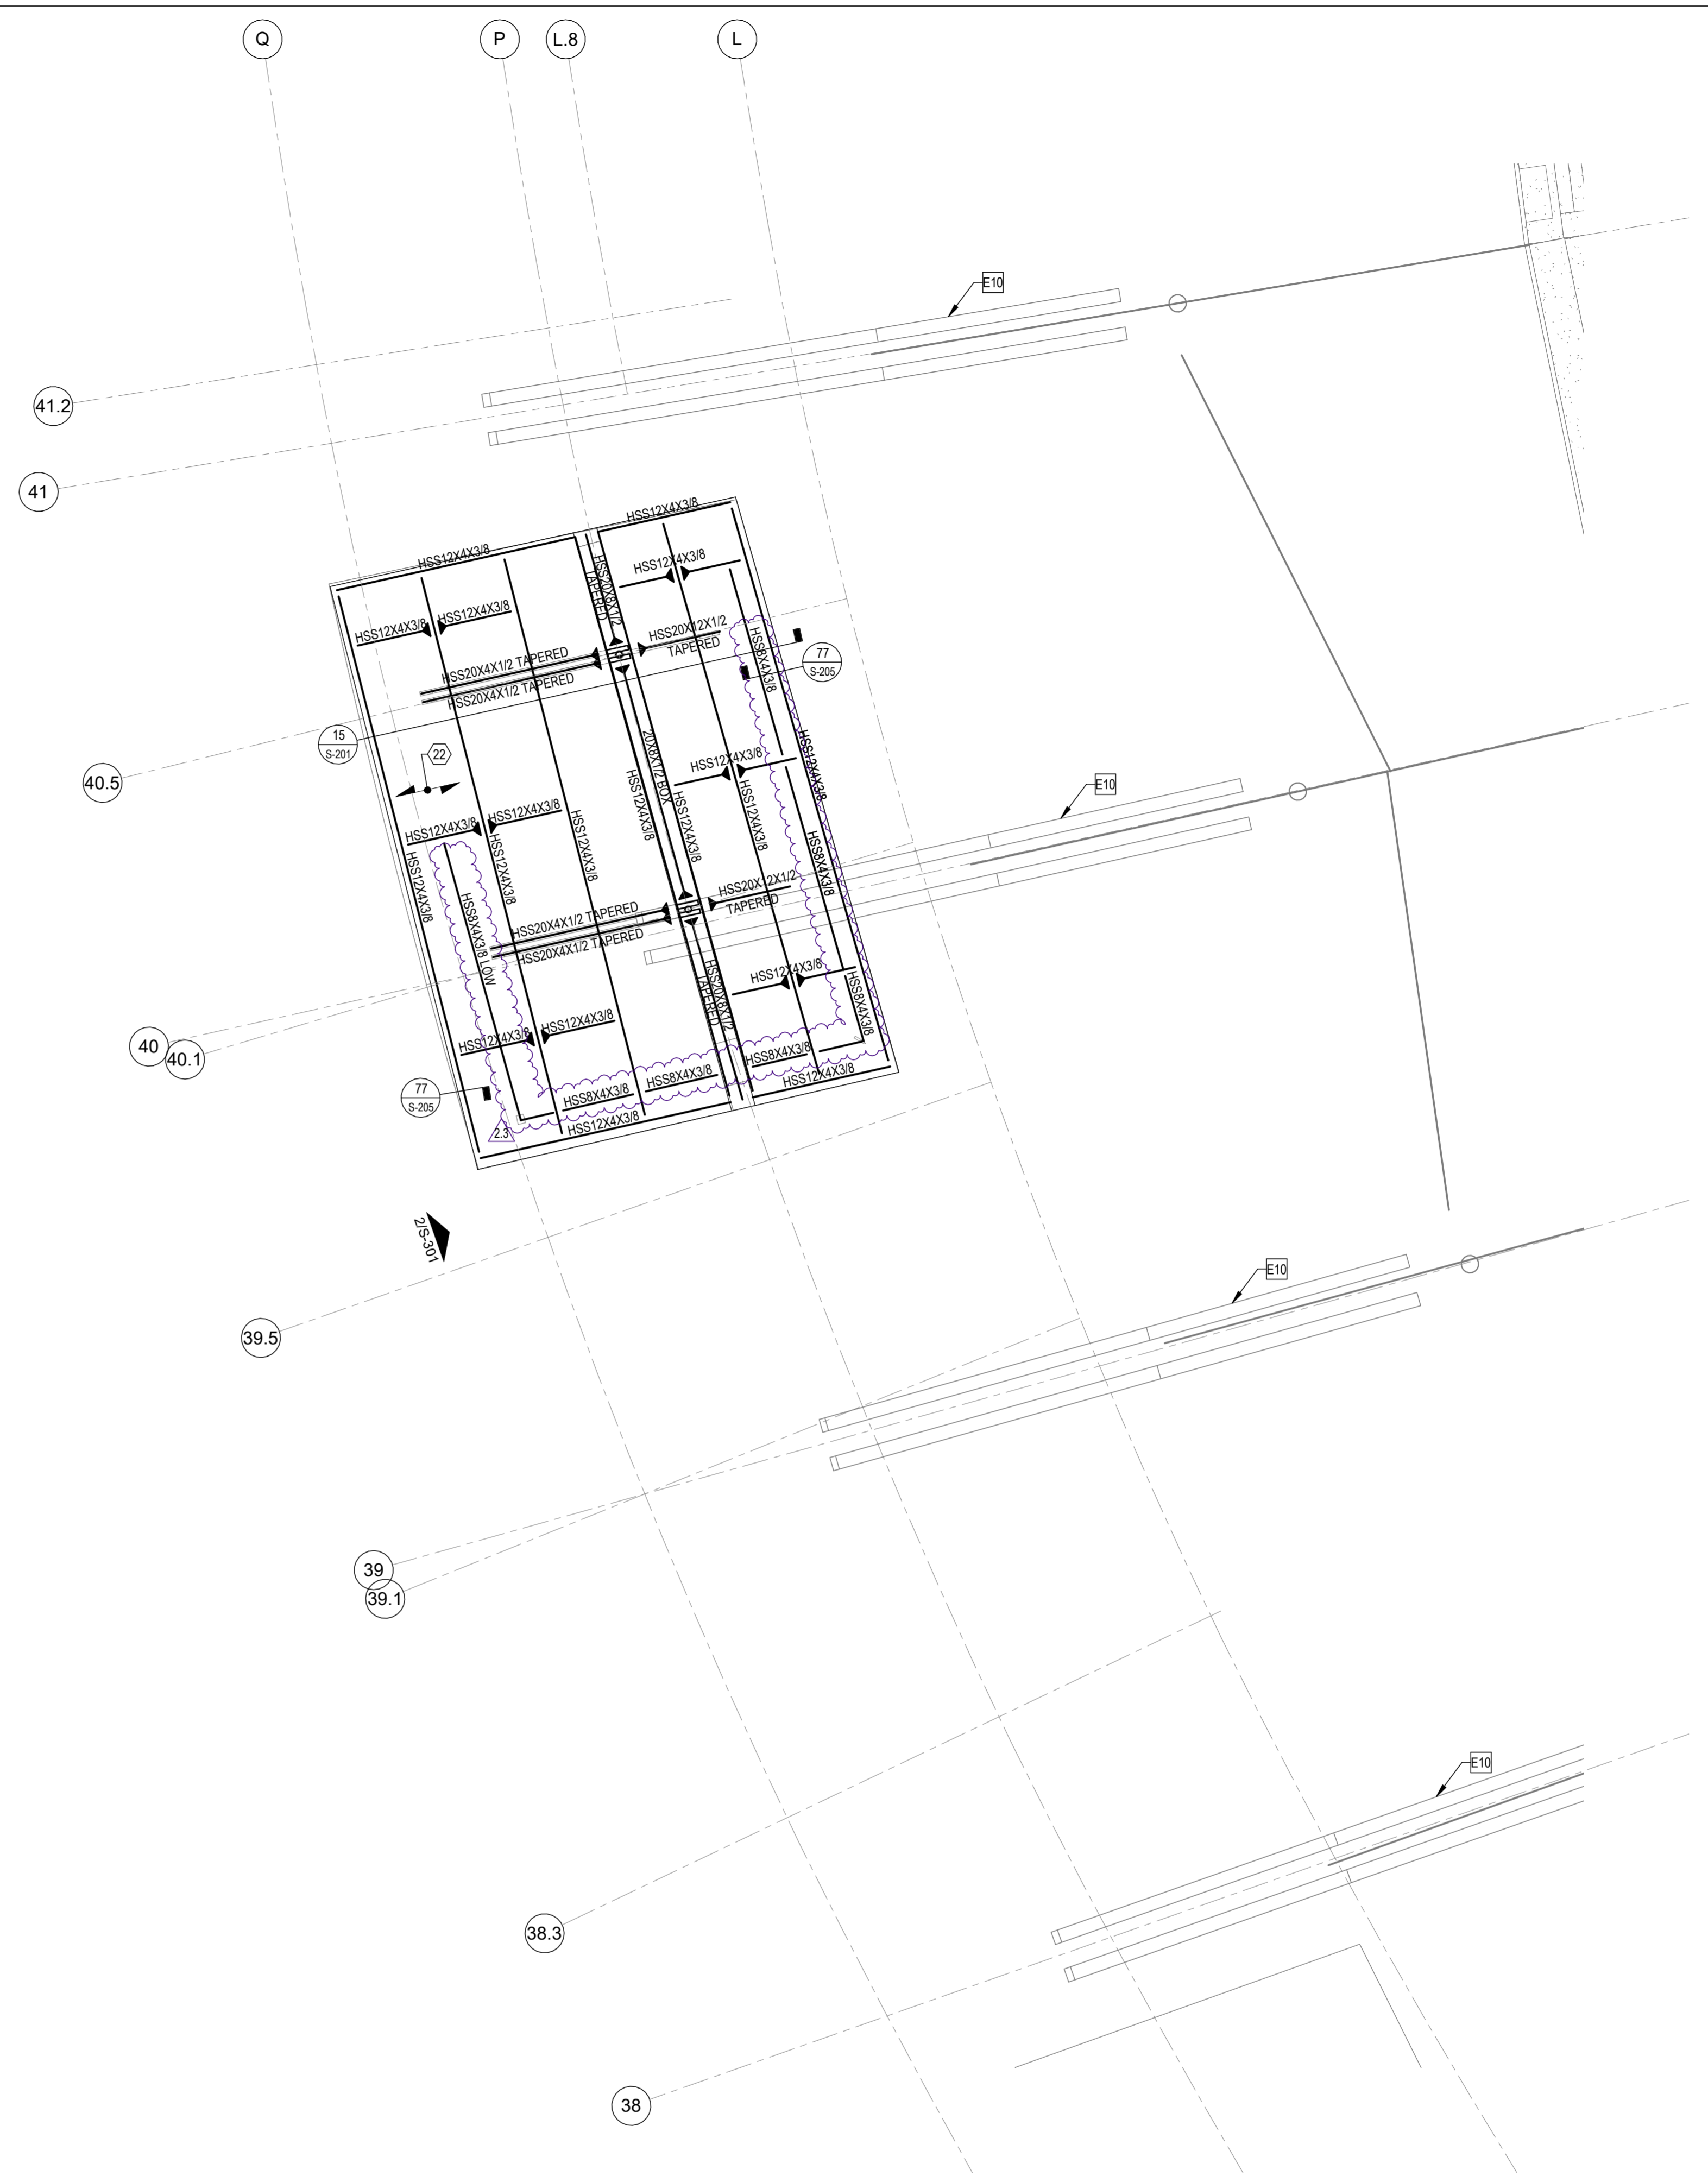 Q
P
L.8
L
E10
41.2
41
HSS12X4X3/8
HSS12X4X3/8
HSS20X8X1/2
TAPERED
HSS12X4X3/8
HSS12X4X3/8
HSS12X4X3/8
HSS20X12X1/2
TAPERED
HSS8X4X3/8
77
S-205
HSS20X4X1/2 TAPERED
HSS20X4X1/2 TAPERED
15
S-201
22
40.5
20X8X1/2 BOX
HSS12X4X3/8
HSS12X4X3/8
HSS12X4X3/8
HSS12X4X3/8
HSS12X4X3/8
E10
HSS12X4X3/8
HSS12X4X3/8
HSS12X4X3/8
HSS12X4X3/8
HSS12X4X3/8
HSS8X4X3/8
HSS8X4X3/8 LOW
HSS20X12X1/2
TAPERED
HSS20X4X1/2 TAPERED
HSS20X4X1/2 TAPERED
HSS20X8X1/2
TAPERED
HSS12X4X3/8
HSS8X4X3/8
40
40.1
HSS12X4X3/8
HSS12X4X3/8
HSS8X4X3/8
HSS12X4X3/8
HSS8X4X3/8
HSS8X4X3/8
HSS12X4X3/8
77
S-205
2.3
2/S-301
E10
39.5
39
39.1
E10
38.3
38